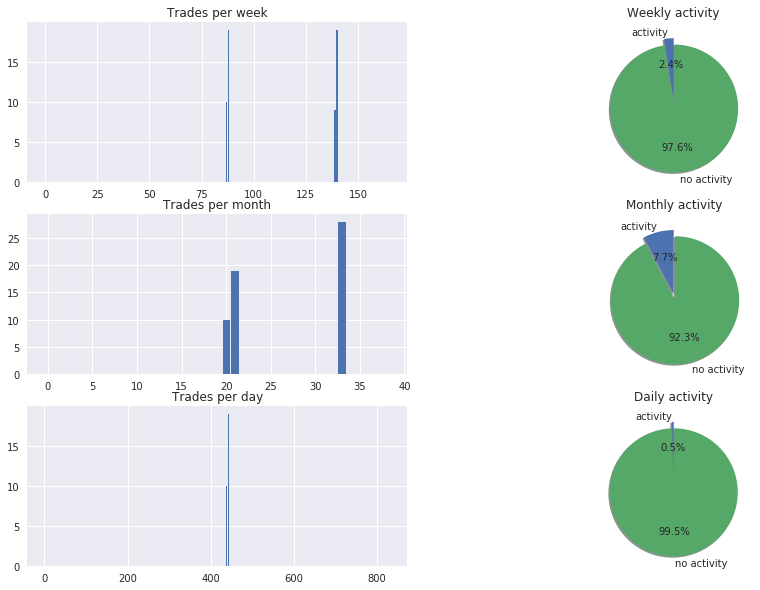 Trades per week
15
10
5
0
0 25 50 75 100 125 150
Weekly activity
activity
2.4%
97.6%
no activity
Trades per month
25
20
15
10
5
0
0 5 10 15 20 25 30 35 40
Monthly activity
activity
7.7%
92.3%
no activity
Trades per day
15
10
5
0
0 200 400 600 800
Daily activity
activity
0.5%
99.5%
no activity